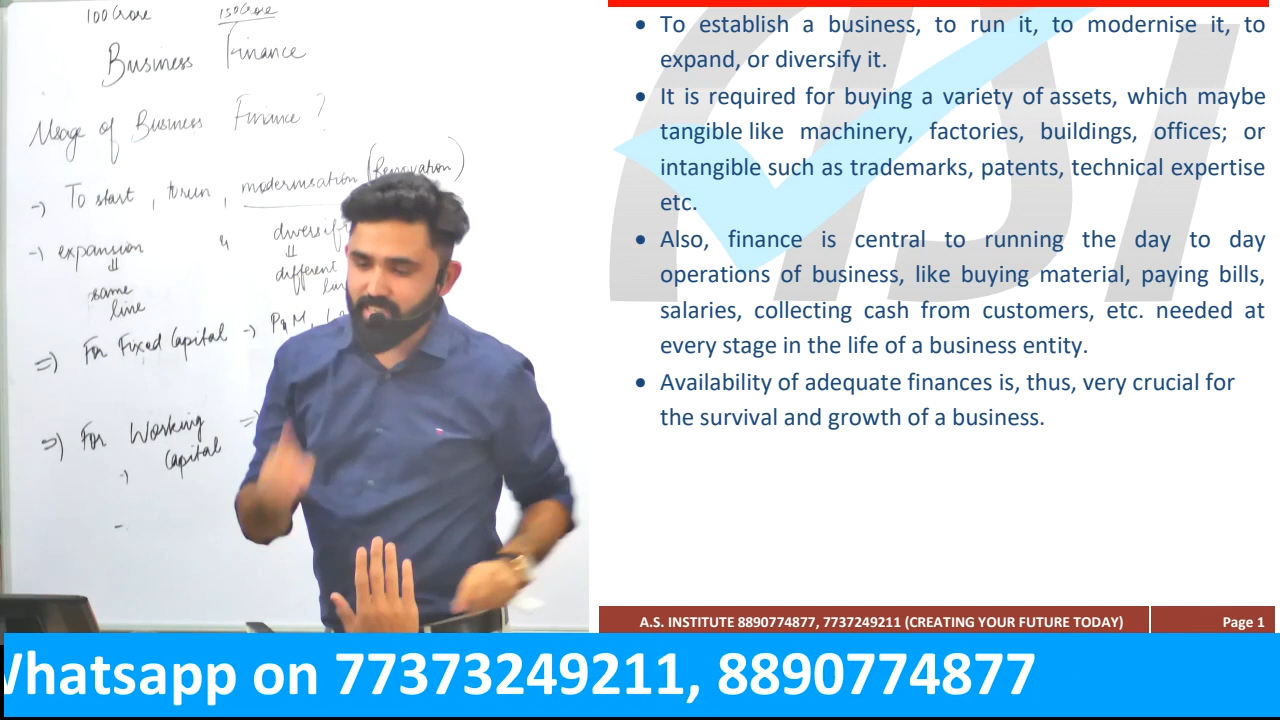 100 Crore 150 Crore
Business Finance
Usage of Business Finance ?
-) To start , to run , modernisation (Renovation)
-) expansion " diversif
⇓ ⇓
same different
line lin
=) For Fixed Capital -) P&M,
=) For Working =)
Capital
-)
-
• To establish a business, to run it, to modernise it, to
expand, or diversify it.
• It is required for buying a variety of assets, which maybe
tangible like machinery, factories, buildings, offices; or
intangible such as trademarks, patents, technical expertise
etc.
• Also, finance is central to running the day to day
operations of business, like buying material, paying bills,
salaries, collecting cash from customers, etc. needed at
every stage in the life of a business entity.
• Availability of adequate finances is, thus, very crucial for
the survival and growth of a business.
A.S. INSTITUTE 8890774877, 7737249211 (CREATING YOUR FUTURE TODAY) Page 1
Whatsapp on 77373249211, 8890774877